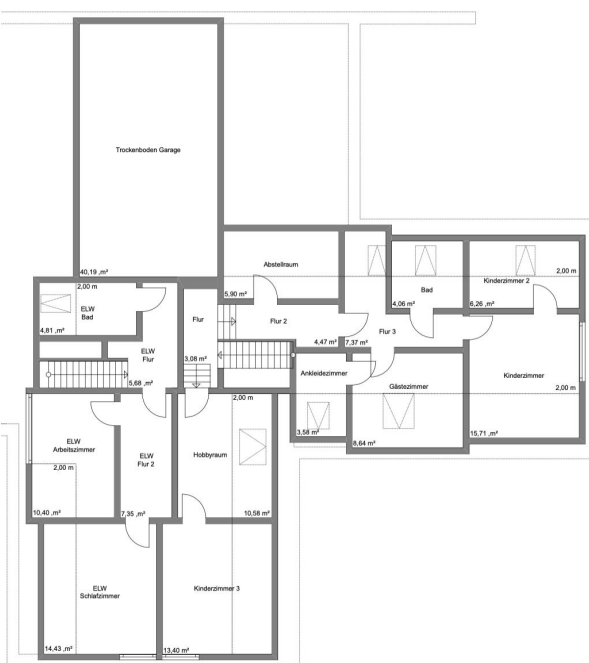 Trockenboden Garage
40,19 ,m²
Abstellraum
5,90 m²
Bad
4,06 m²
Kinderzimmer 2
2,00 m
6,26 m²
2,00 m
ELW
Bad
4,81 ,m²
Flur
3,08 m²
Flur 2
4,47 m²
Flur 3
7,37 m²
ELW
Flur
5,68 ,m²
Ankleidezimmer
3,58 m²
Gästezimmer
8,64 m²
Kinderzimmer
2,00 m
15,71 ,m²
2,00 m
ELW
Arbeitszimmer
2,00 m
10,40 ,m²
ELW
Flur 2
7,35 ,m²
Hobbyraum
10,58 m²
ELW
Schlafzimmer
14,43 ,m²
Kinderzimmer 3
13,40 m²